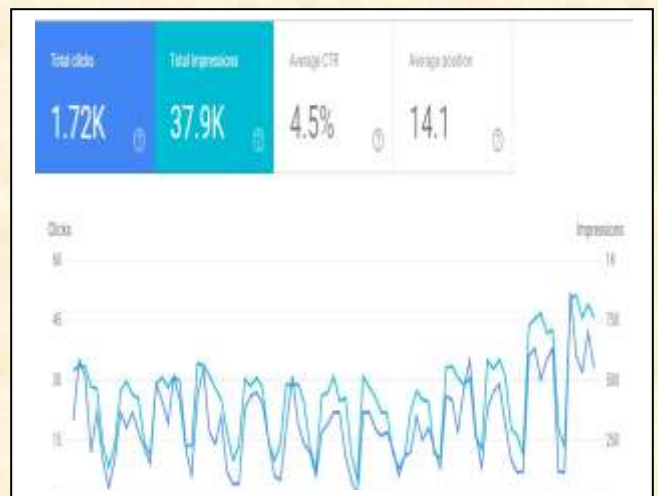 Total clicks Total impressions Average CTR Average position
1.72K 37.9K 4.5% 14.1
Clicks Impressions
60 1K
45 750
30 500
15 250